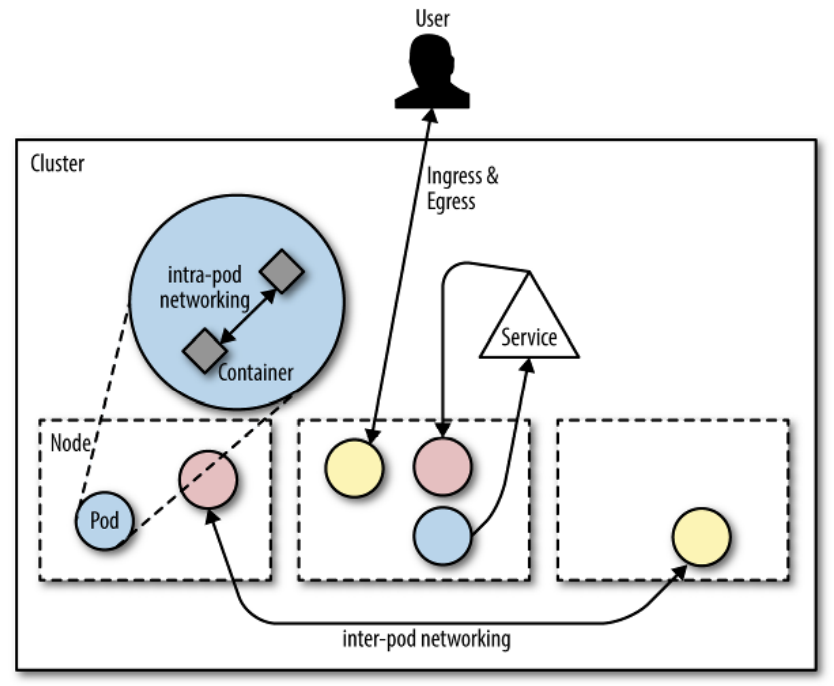 User
Cluster
Ingress &
Egress
intra-pod
networking
Container
Service
Node
Pod
inter-pod networking